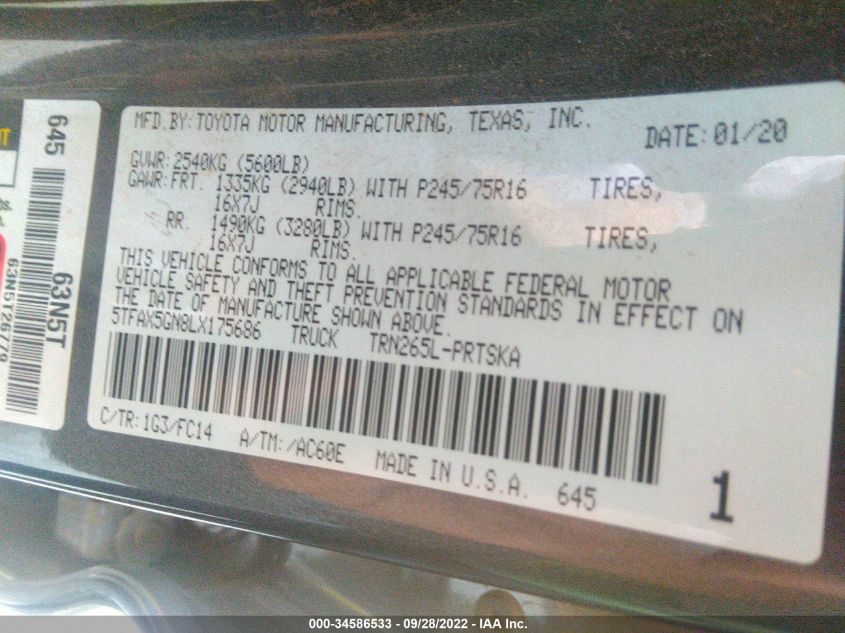 MFD.BY:TOYOTA MOTOR MANUFACTURING, TEXAS, INC. DATE:01/20
GVWR:2540KG (5600LB)
GAWR:FRT. 1335KG (2940LB) WITH P245/75R16 TIRES,
16X7J RIMS.
RR. 1490KG (3280LB) WITH P245/75R16 TIRES,
16X7J RIMS.
THIS VEHICLE CONFORMS TO ALL APPLICABLE FEDERAL MOTOR
VEHICLE SAFETY AND THEFT PREVENTION STANDARDS IN EFFECT ON
THE DATE OF MANUFACTURE SHOWN ABOVE.
5TFAX5GN8LX175686 TRUCK TRN265L-PRTSKA
C/TR:1G3/FC14 A/TM:/AC60E MADE IN U.S.A. 645 1
645
63N5T
63N5126779
000-34586533 - 09/28/2022 - IAA Inc.